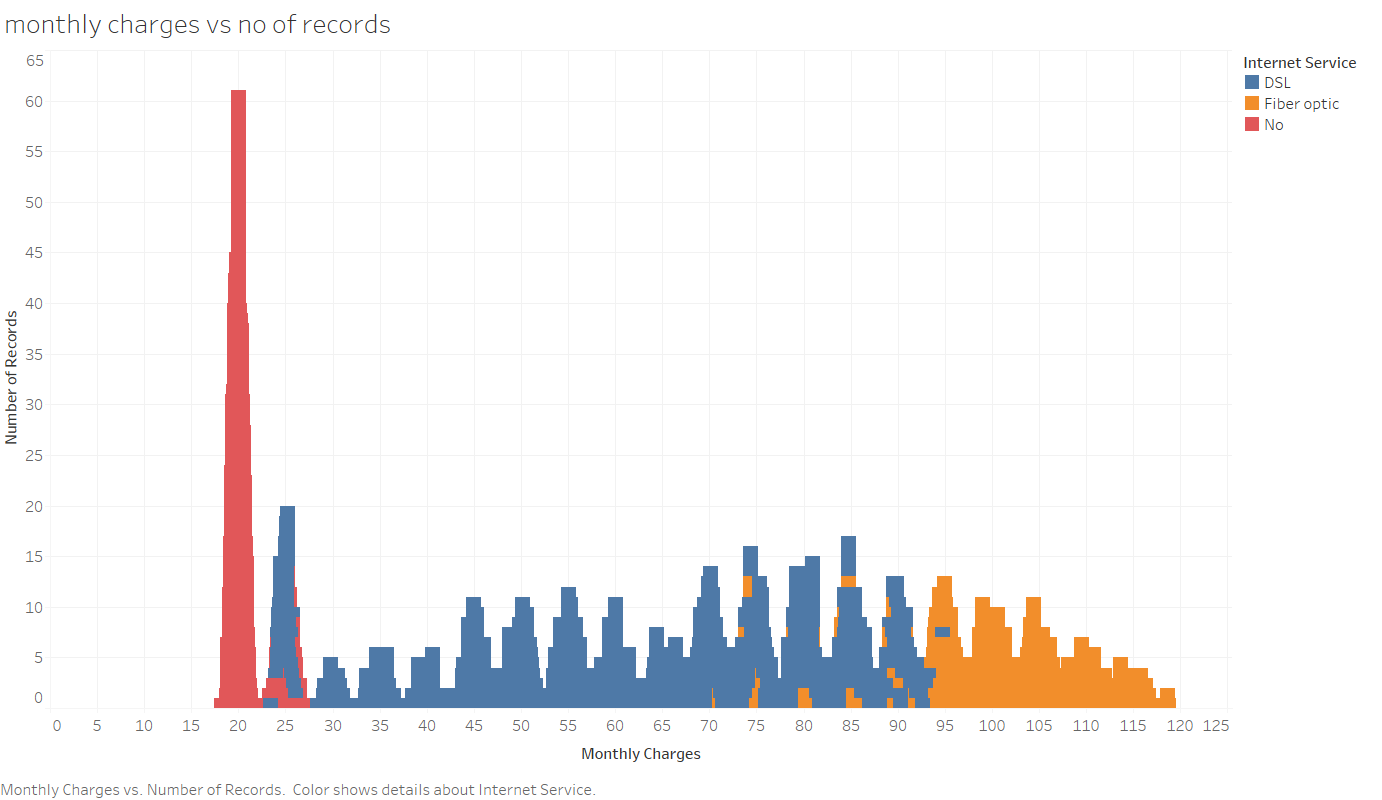 monthly charges vs no of records
65
60
55
50
45
40
35
30
25
20
15
10
5
0
Number of Records
0 5 10 15 20 25 30 35 40 45 50 55 60 65 70 75 80 85 90 95 100 105 110 115 120 125
Monthly Charges
Internet Service
DSL
Fiber optic
No
Monthly Charges vs. Number of Records. Color shows details about Internet Service.